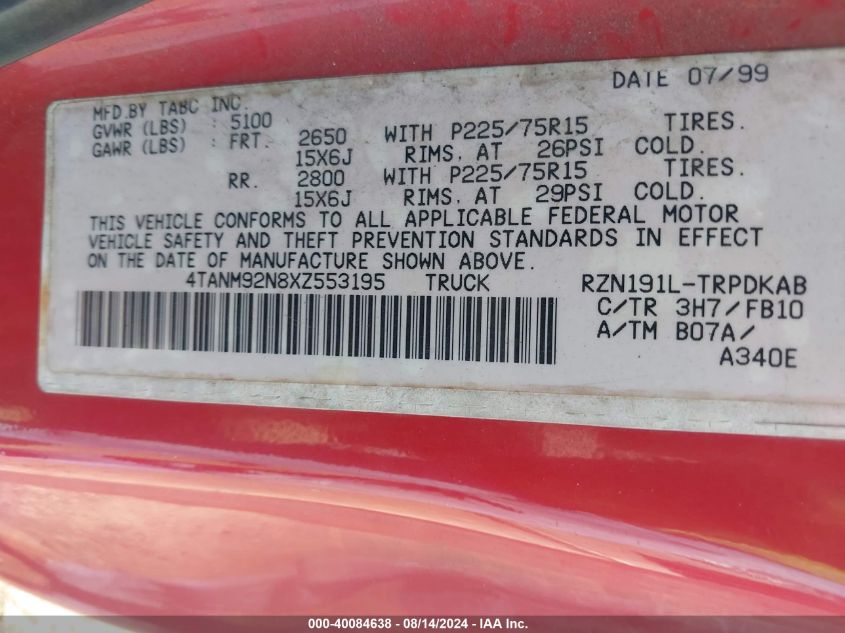 DATE 07/99
MFD.BY TABC INC.
GVWR (LBS) : 5100
GAWR (LBS) : FRT. 2650 WITH P225/75R15 TIRES.
15X6J RIMS, AT 26PSI COLD.
RR. 2800 WITH P225/75R15 TIRES.
15X6J RIMS, AT 29PSI COLD.
THIS VEHICLE CONFORMS TO ALL APPLICABLE FEDERAL MOTOR
VEHICLE SAFETY AND THEFT PREVENTION STANDARDS IN EFFECT
ON THE DATE OF MANUFACTURE SHOWN ABOVE.
4TANM92N8XZ553195 TRUCK RZN191L-TRPDKAB
C/TR 3H7/FB10
A/TM B07A/
A340E
000-40084638 - 08/14/2024 - IAA Inc.